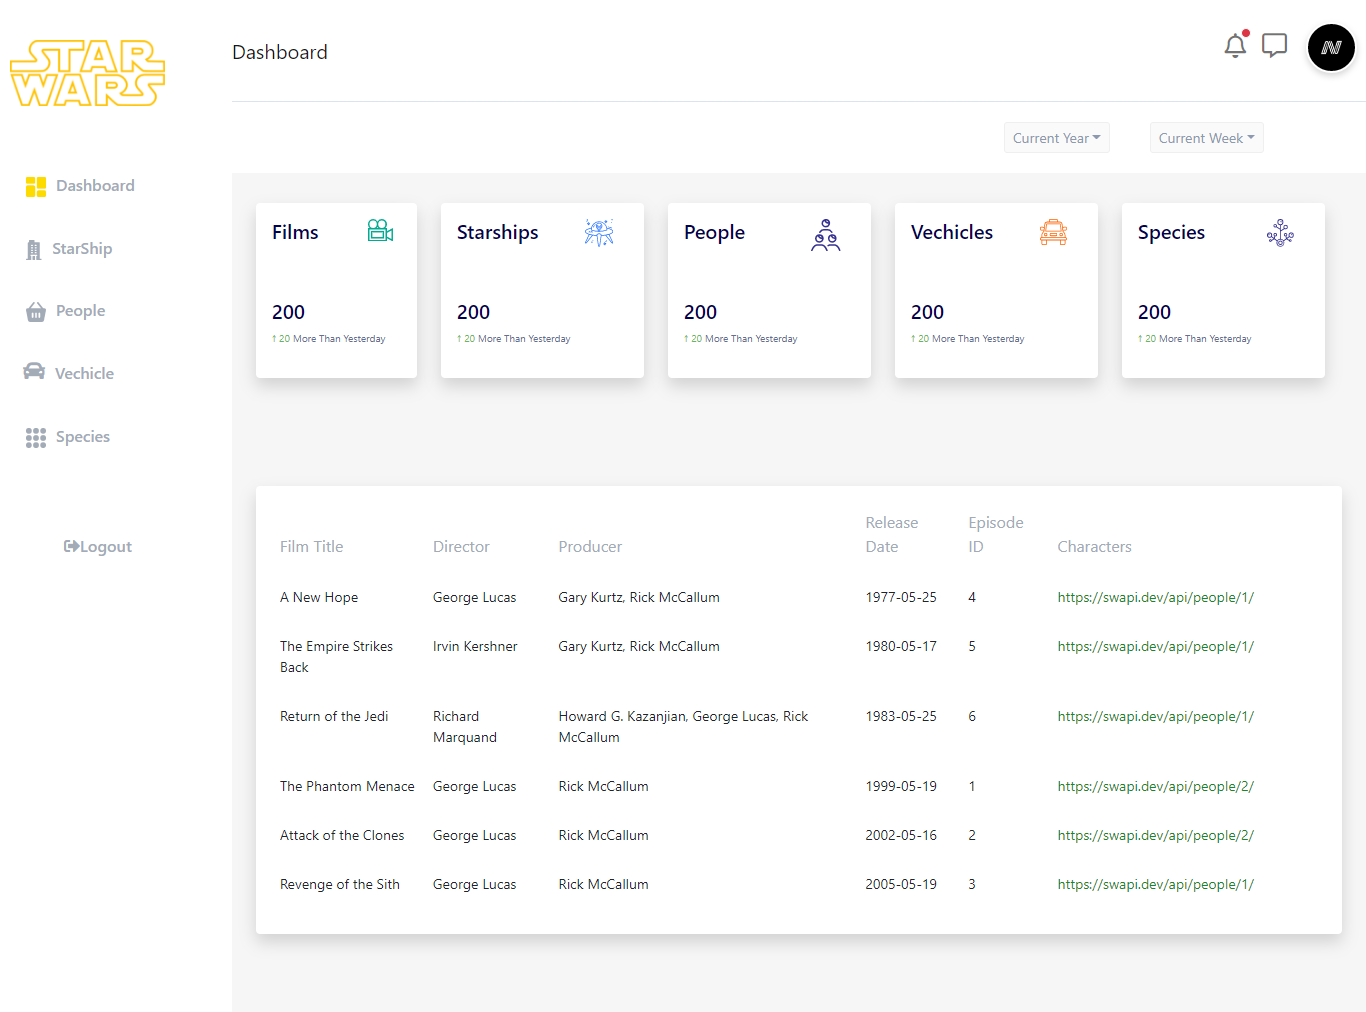 STAR
WARS
Dashboard
Current Year
Current Week
Dashboard
StarShip
People
Vechicle
Species
Logout
Films
200
↑ 20 More Than Yesterday
Starships
200
↑ 20 More Than Yesterday
People
200
↑ 20 More Than Yesterday
Vechicles
200
↑ 20 More Than Yesterday
Species
200
↑ 20 More Than Yesterday
Film Title Director Producer Release Date Episode ID Characters
A New Hope George Lucas Gary Kurtz, Rick McCallum 1977-05-25 4 https://swapi.dev/api/people/1/
The Empire Strikes Back Irvin Kershner Gary Kurtz, Rick McCallum 1980-05-17 5 https://swapi.dev/api/people/1/
Return of the Jedi Richard Marquand Howard G. Kazanjian, George Lucas, Rick McCallum 1983-05-25 6 https://swapi.dev/api/people/1/
The Phantom Menace George Lucas Rick McCallum 1999-05-19 1 https://swapi.dev/api/people/2/
Attack of the Clones George Lucas Rick McCallum 2002-05-16 2 https://swapi.dev/api/people/2/
Revenge of the Sith George Lucas Rick McCallum 2005-05-19 3 https://swapi.dev/api/people/1/